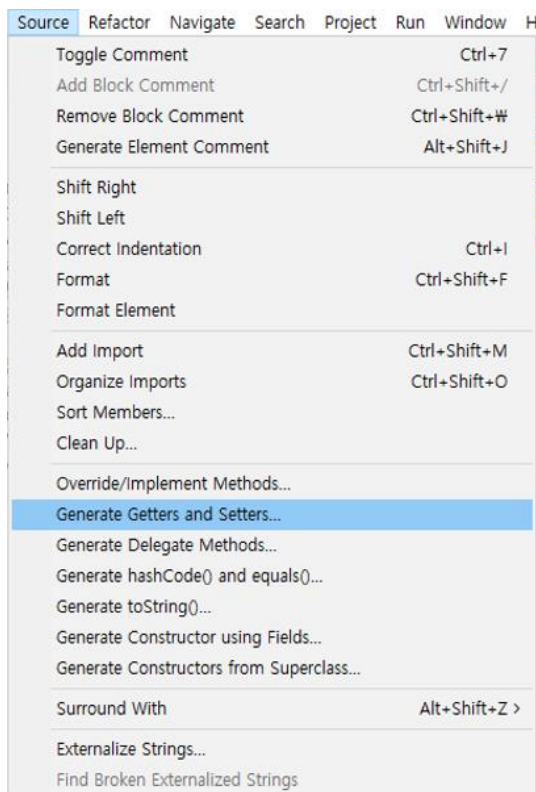 Source Refactor Navigate Search Project Run Window H
Toggle Comment Ctrl+7
Add Block Comment Ctrl+Shift+/
Remove Block Comment Ctrl+Shift+₩
Generate Element Comment Alt+Shift+J
Shift Right
Shift Left
Correct Indentation Ctrl+I
Format Ctrl+Shift+F
Format Element
Add Import Ctrl+Shift+M
Organize Imports Ctrl+Shift+O
Sort Members...
Clean Up...
Override/Implement Methods...
Generate Getters and Setters...
Generate Delegate Methods...
Generate hashCode() and equals()...
Generate toString()...
Generate Constructor using Fields...
Generate Constructors from Superclass...
Surround With Alt+Shift+Z >
Externalize Strings...
Find Broken Externalized Strings